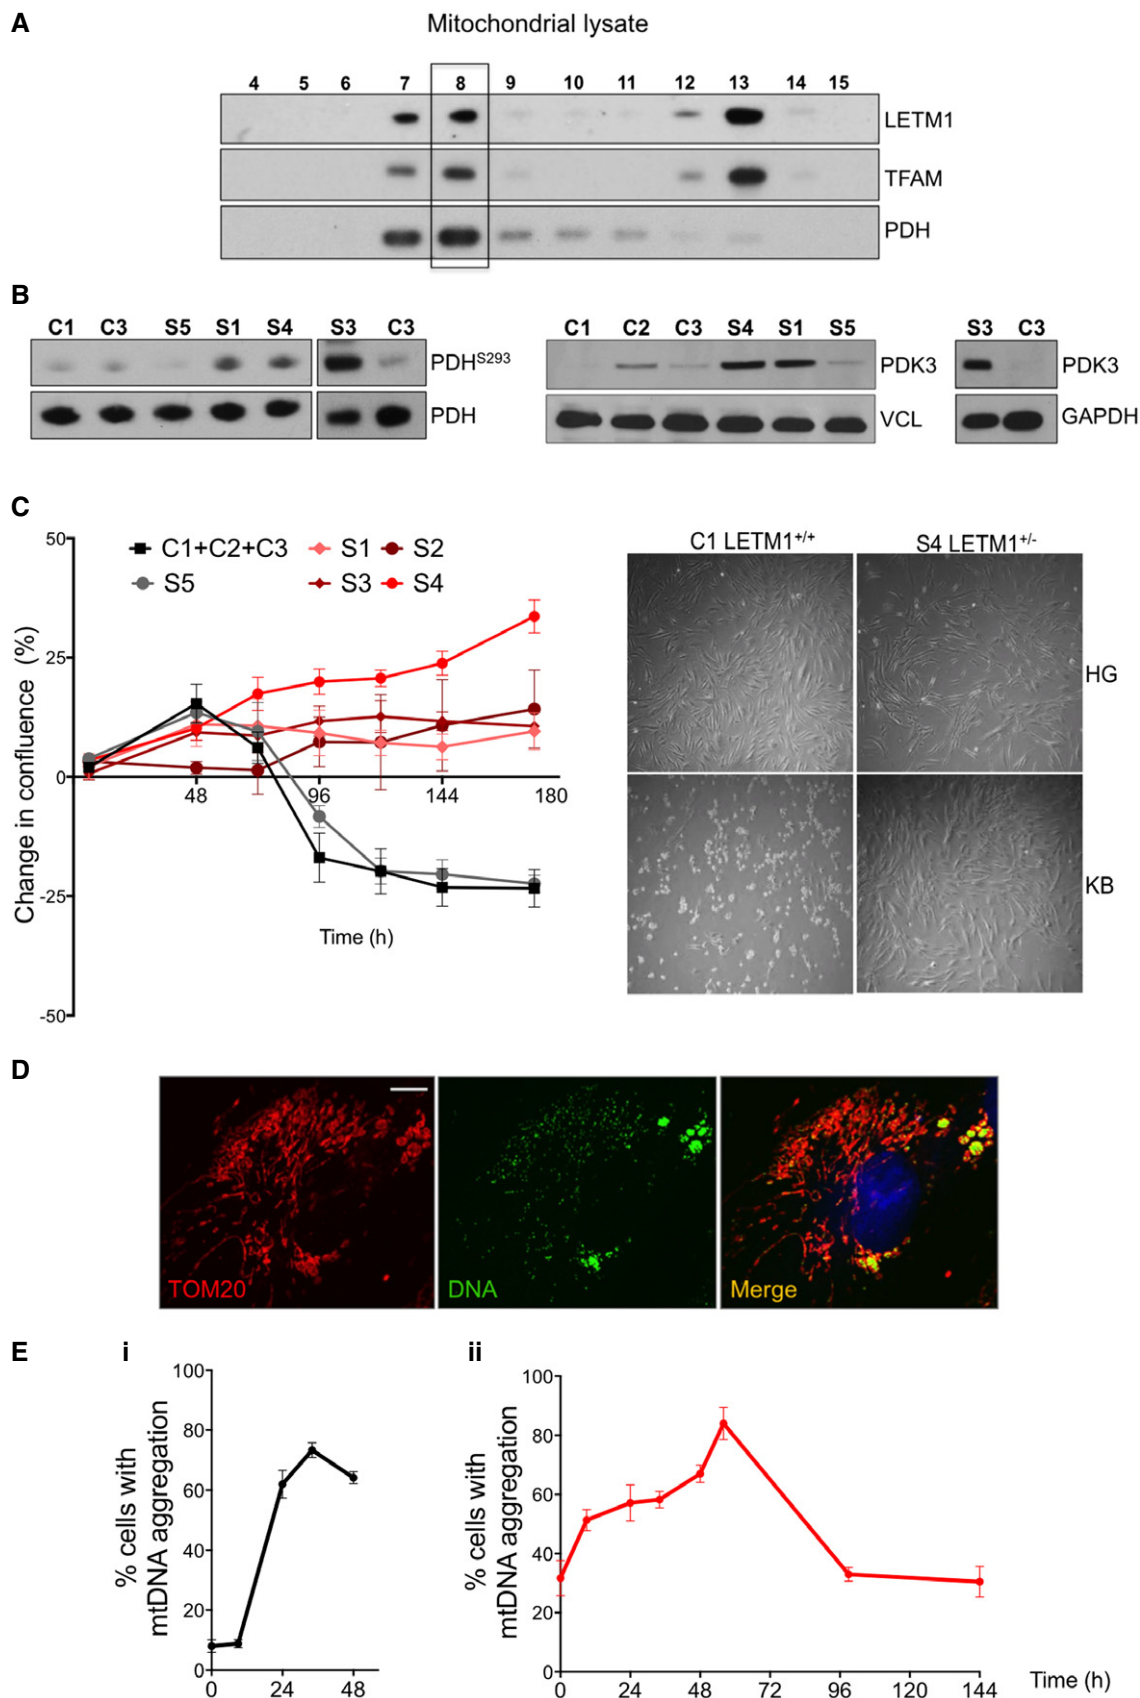 A
Mitochondrial lysate
4 5 6 7 8 9 10 11 12 13 14 15
LETM1
TFAM
PDH
B
C1 C3 S5 S1 S4 S3 C3
PDHS293
PDH
C1 C2 C3 S4 S1 S5
PDK3
VCL
S3 C3
PDK3
GAPDH
C
Change in confluence (%)
50
25
0
-25
-50
C1+C2+C3
S1
S2
S5
S3
S4
48 96 144 180
Time (h)
C1 LETM1+/+
S4 LETM1+/-
HG
KB
D
TOM20
DNA
Merge
E
i
% cells with
mtDNA aggregation
100
80
60
40
20
0
0 24 48
ii
% cells with
mtDNA aggregation
100
80
60
40
20
0
0 24 48 72 96 120 144
Time (h)